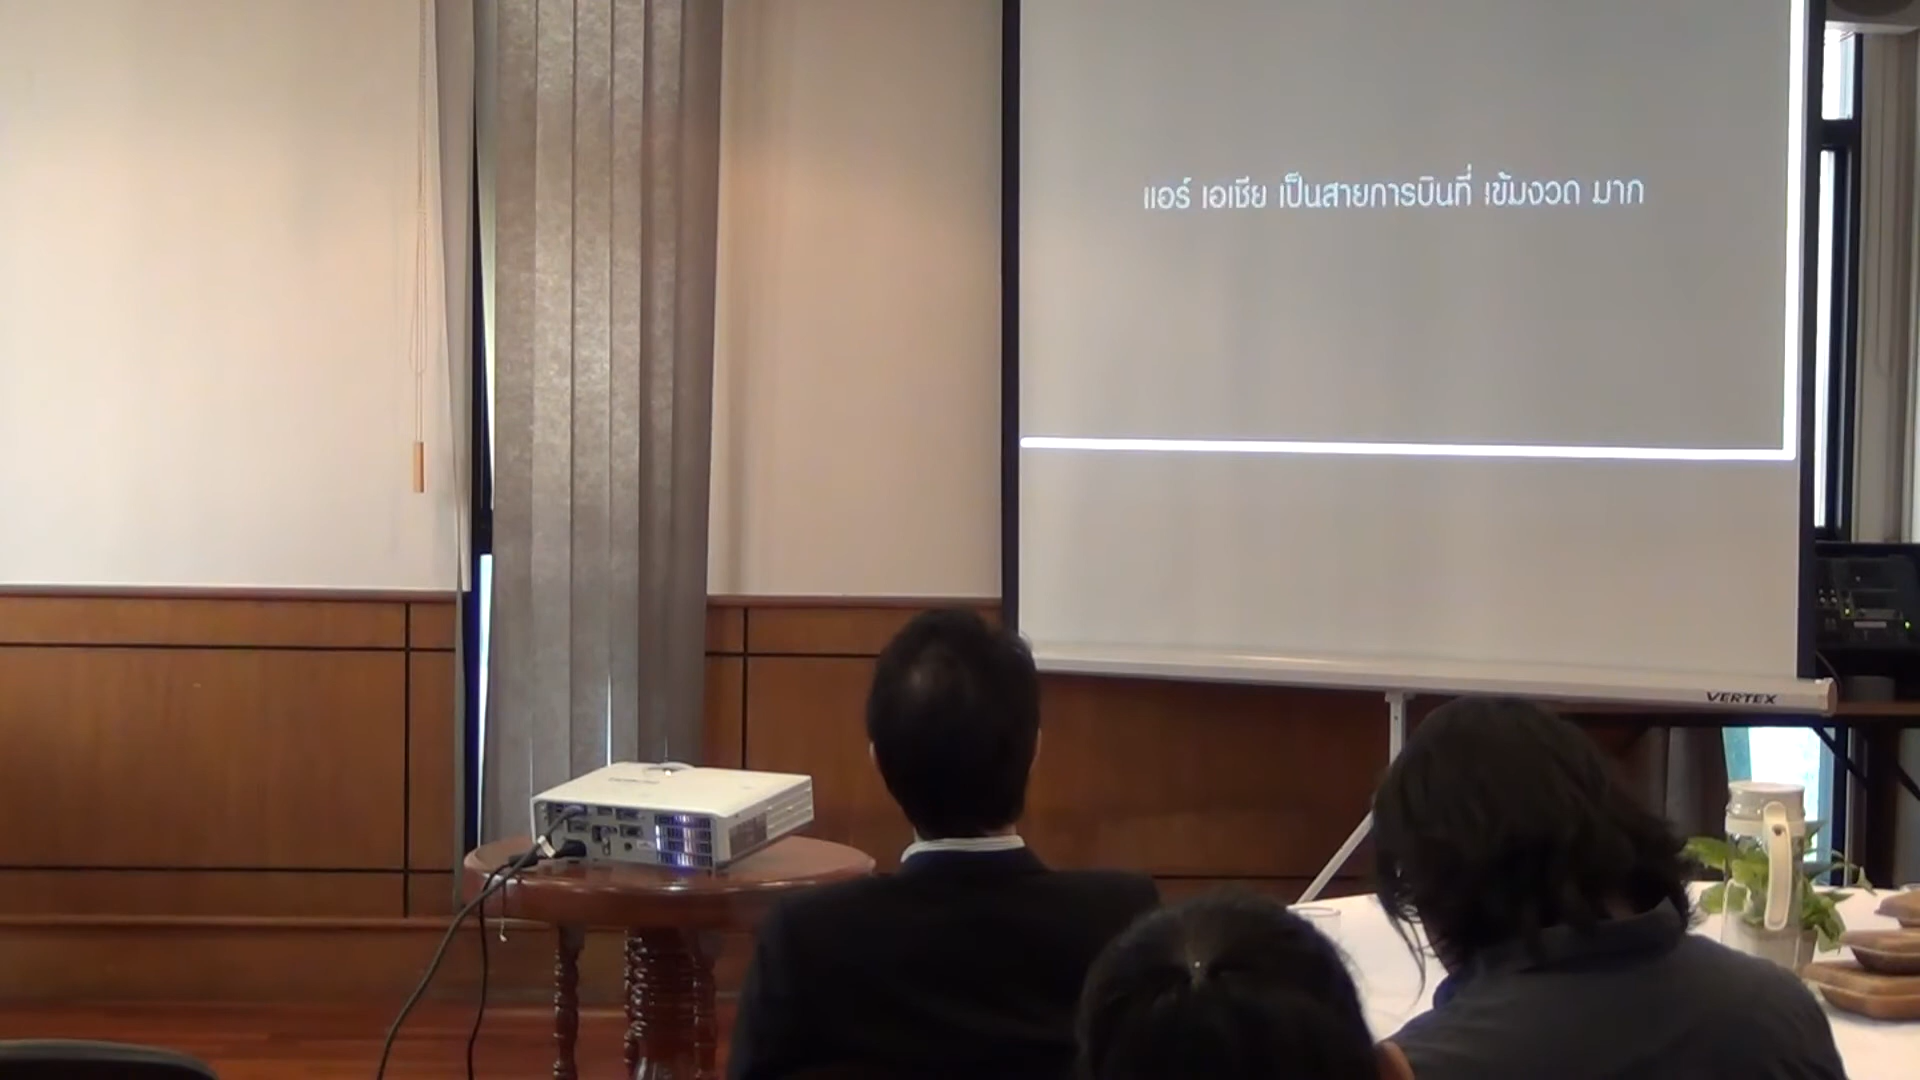 แอร์ เอเชีย เป็นสายการบินที่ เข้มงวด มาก
VERTEX